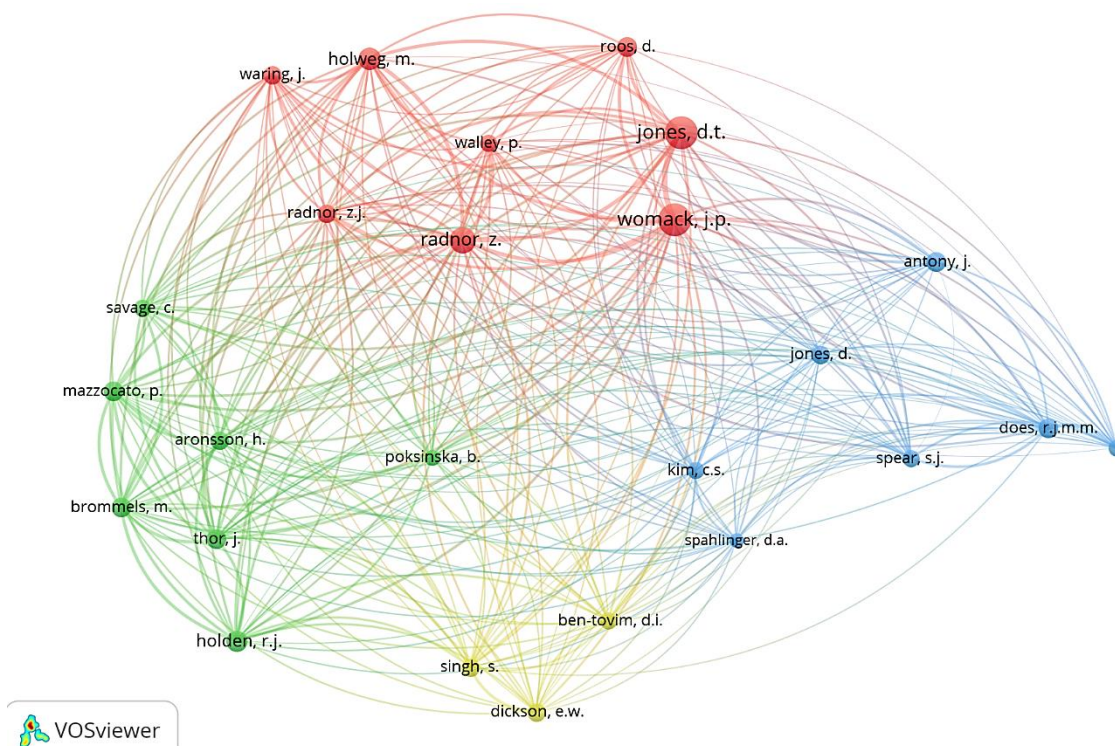 roos, d.
holweg, m.
waring, j.
jones, d.t.
walley, p.
radnor, z.j.
womack, j.p.
radnor, z.
antony, j.
savage, c.
jones, d.
mazzocato, p.
does, r.j.m.m.
aronsson, h.
poksinska, b.
spear, s.j.
kim, c.s.
brommels, m.
thor, j.
spahlinger, d.a.
ben-tovim, d.i.
holden, r.j.
singh, s.
dickson, e.w.
VOSviewer